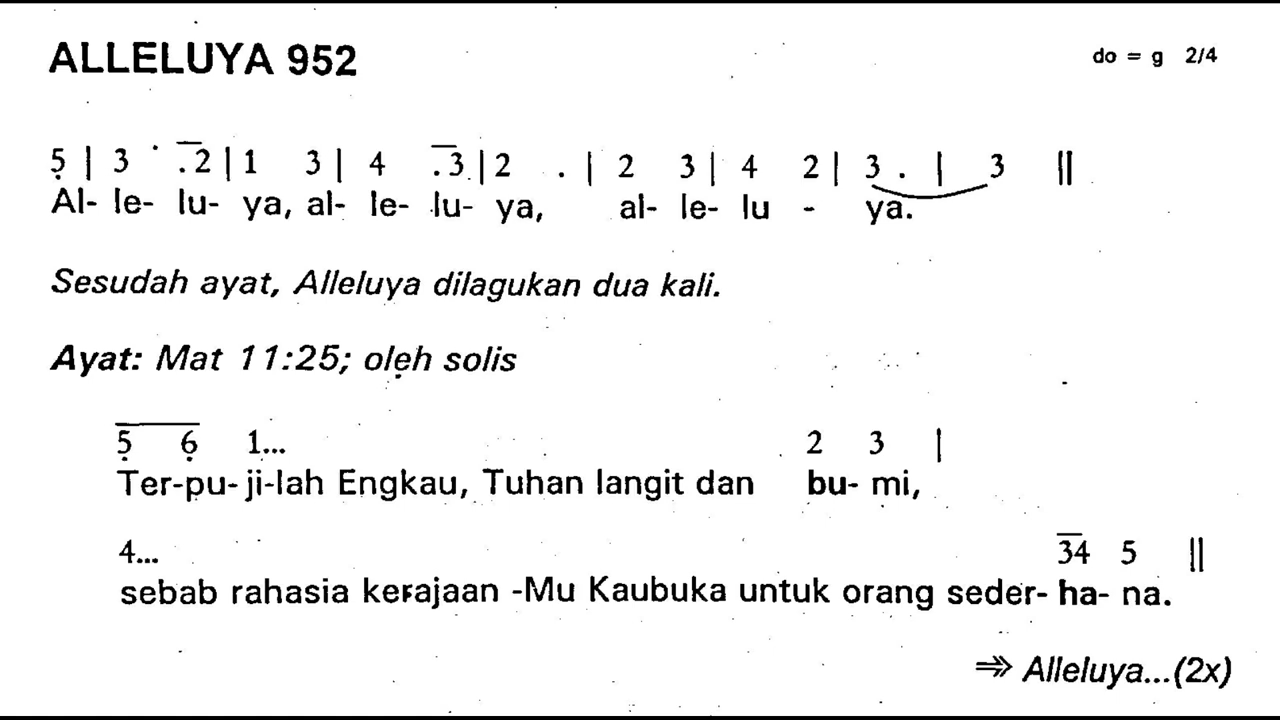 ALLELUYA 952 do = g 2/4
5̣ | 3 .2 | 1 3 | 4 .3 | 2 . | 2 3 | 4 2 | 3 . | 3 ||
Al- le- lu- ya, al- le- lu- ya, al- le- lu - ya.
Sesudah ayat, Alleluya dilagukan dua kali.
Ayat: Mat 11:25; oleh solis
5̣ 6̣ 1... 2 3 |
Ter-pu-ji-lah Engkau, Tuhan langit dan bu- mi,
4... 34 5 ||
sebab rahasia kerajaan -Mu Kaubuka untuk orang seder- ha- na.
⇒ Alleluya...(2x)